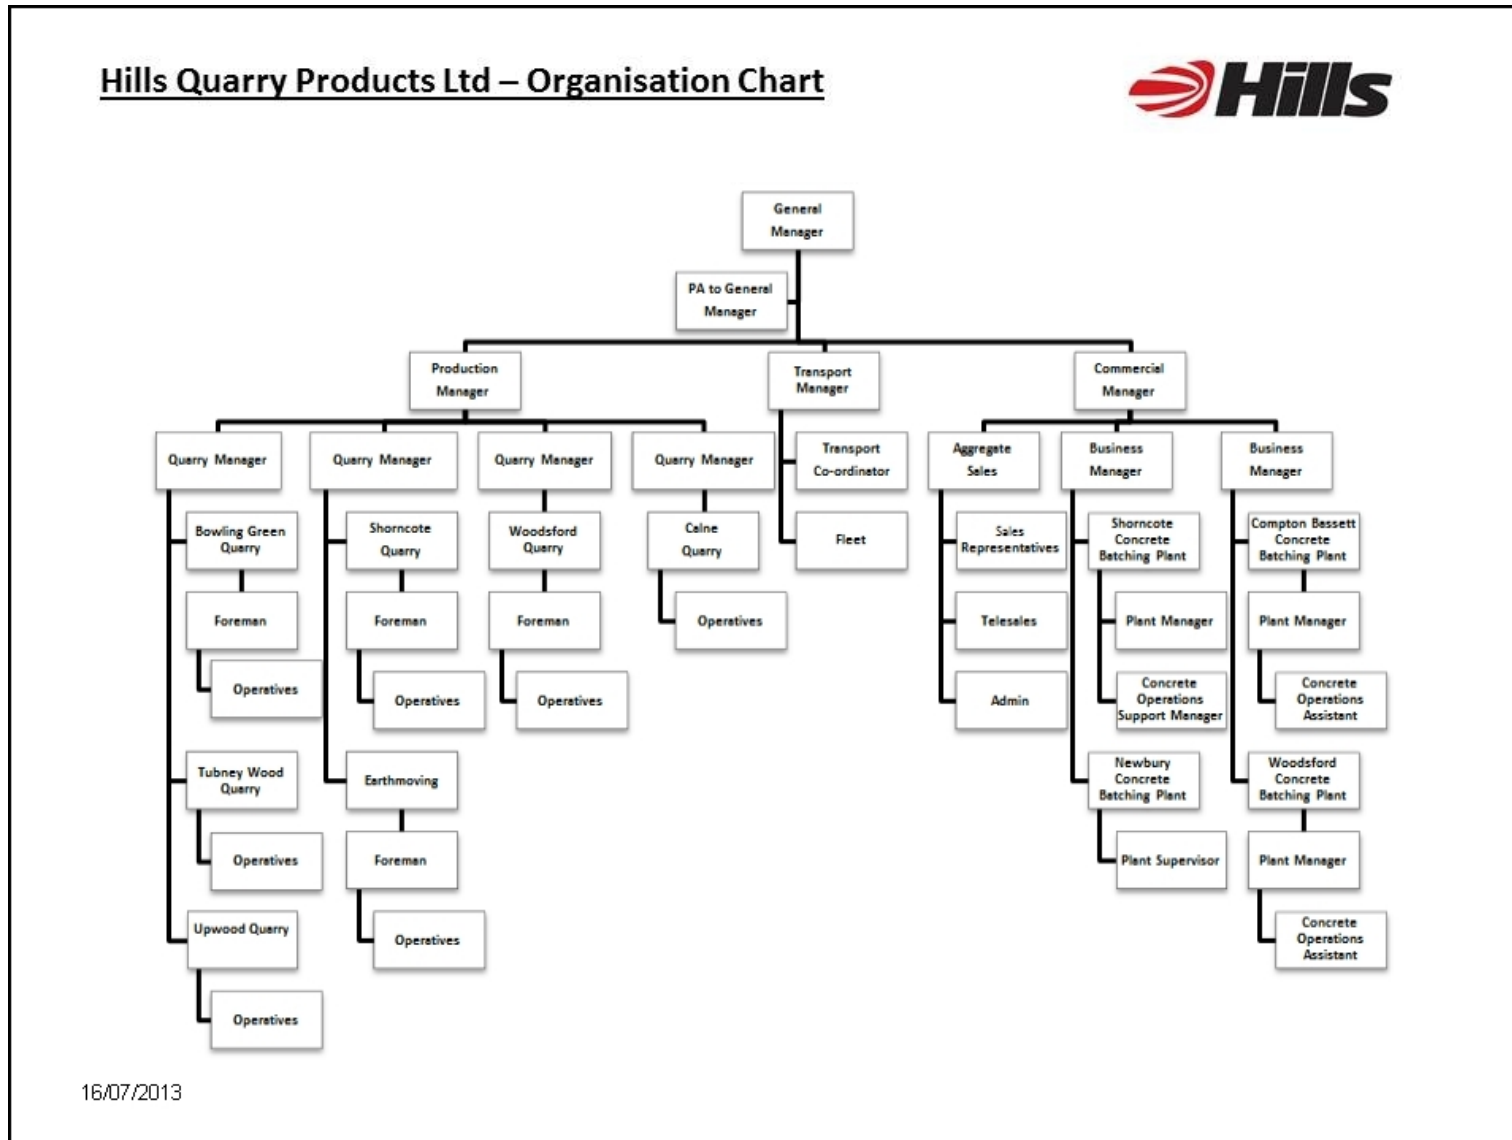 Hills Quarry Products Ltd – Organisation Chart
Hills
General
Manager
PA to General
Manager
Production
Manager
Transport
Manager
Commercial
Manager
Quarry Manager
Quarry Manager
Quarry Manager
Quarry Manager
Transport
Co-ordinator
Aggregate
Sales
Business
Manager
Business
Manager
Bowling Green
Quarry
Shorncote
Quarry
Woodsford
Quarry
Calne
Quarry
Fleet
Sales
Representatives
Shorncote
Concrete
Batching Plant
Compton Bassett
Concrete
Batching Plant
Foreman
Foreman
Foreman
Operatives
Telesales
Plant Manager
Plant Manager
Operatives
Operatives
Operatives
Admin
Concrete
Operations
Support Manager
Concrete
Operations
Assistant
Tubney Wood
Quarry
Earthmoving
Newbury
Concrete
Batching Plant
Woodsford
Concrete
Batching Plant
Operatives
Foreman
Plant Supervisor
Plant Manager
Upwood Quarry
Operatives
Concrete
Operations
Assistant
Operatives
16/07/2013